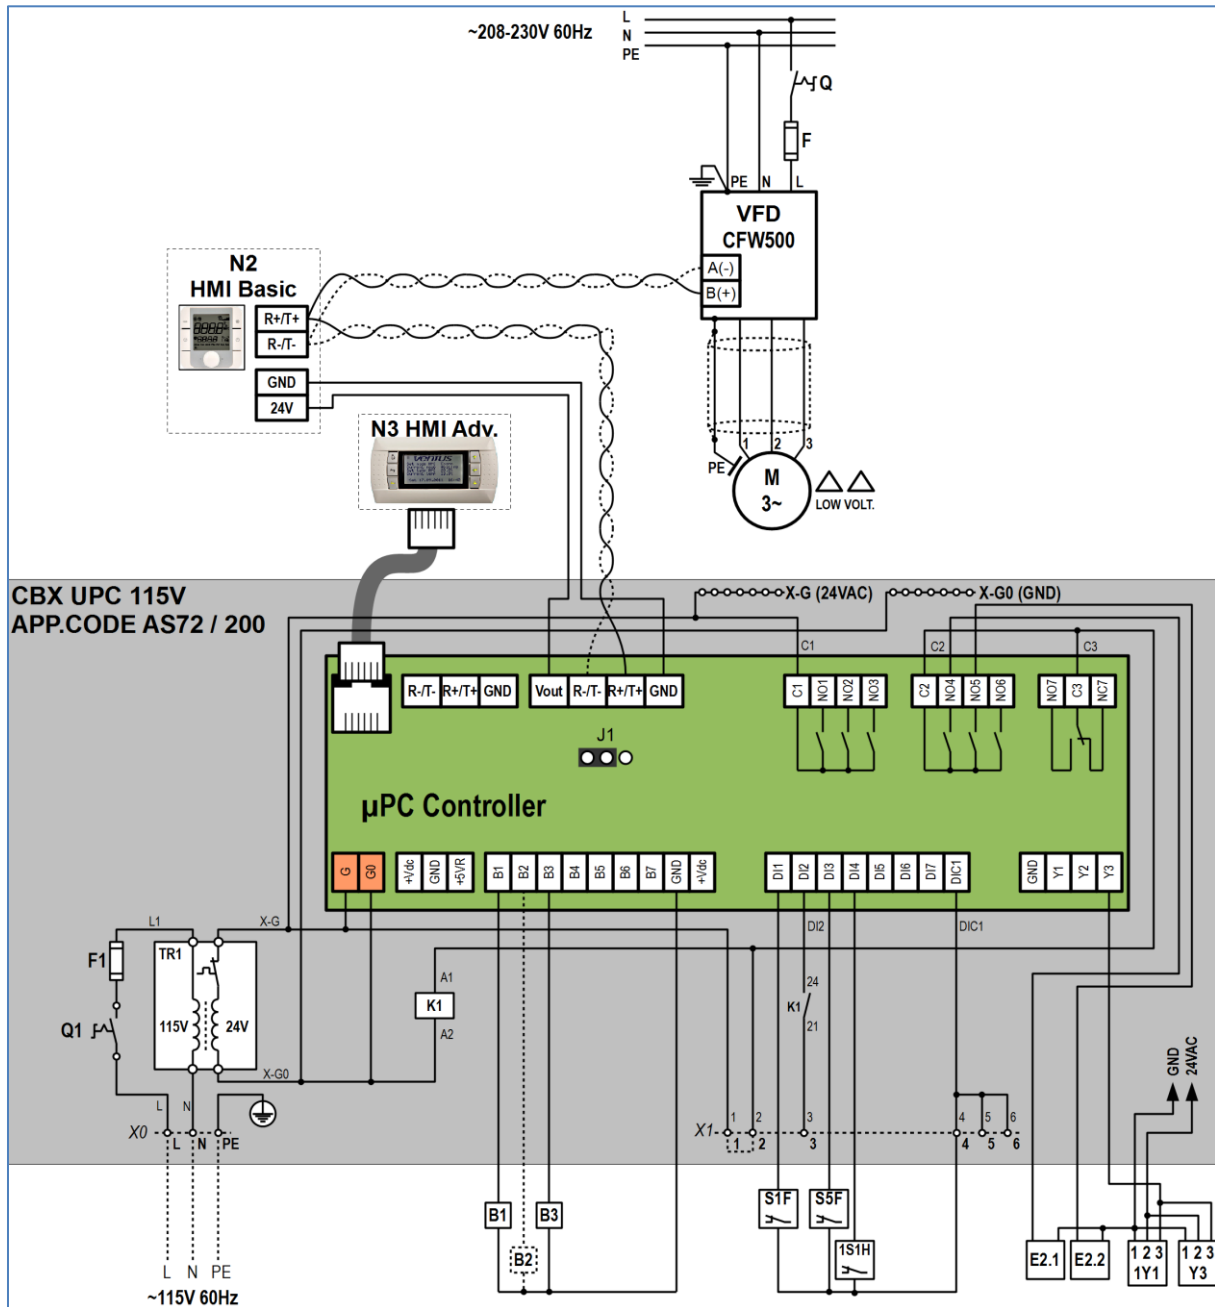 L
~208-230V 60Hz
N
PE
Q
F
PE N L
VFD
CFW500
A(-)
B(+)
N2
HMI Basic
R+/T+
R-/T-
GND
24V
N3 HMI Adv.
VENTUS
1 2 3
PE
M
3~
LOW VOLT.
CBX UPC 115V
APP.CODE AS72 / 200
X-G (24VAC)
X-G0 (GND)
C1
C2
C3
R-/T- R+/T+ GND
Vout R-/T- R+/T+ GND
C1 NO1 NO2 NO3
C2 NO4 NO5 NO6
NO7 C3 NC7
J1
µPC Controller
G G0
+Vdc GND +5VR
B1 B2 B3 B4 B5 B6 B7 GND +Vdc
DI1 DI2 DI3 DI4 DI5 DI6 DI7 DIC1
GND Y1 Y2 Y3
L1
X-G
DI2
DIC1
F1
TR1
A1
K1
A2
24
K1
21
Q1
115V
24V
X-G0
GND
24VAC
L
N
X0
L N PE
1 2 3 4 5 6
X1
1 2 3 4 5 6
B1
B3
B2
S1F
S5F
1S1H
E2.1
E2.2
1 2 3
1Y1
1 2 3
Y3
L N PE
~115V 60Hz